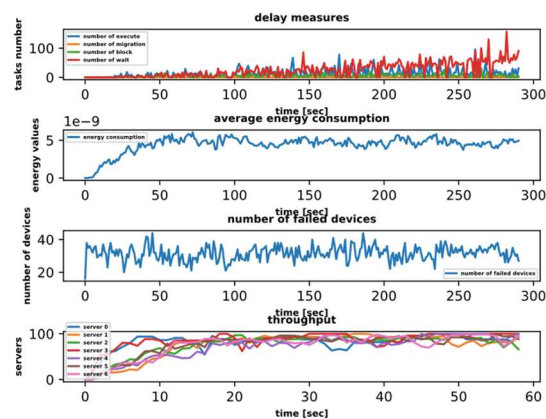 delay measures
number of execute
number of migration
number of block
number of wait
tasks number
100
0
0 50 100 150 200 250 300
time [sec]
average energy consumption
1e−9
energy consumption
energy values
5
0
0 50 100 150 200 250 300
time [sec]
number of failed devices
number of devices
40
20
number of failed devices
0 50 100 150 200 250 300
time [sec]
throughput
server 0
server 1
server 2
server 3
server 4
server 5
server 6
servers
100
0
0 10 20 30 40 50 60
time [sec]